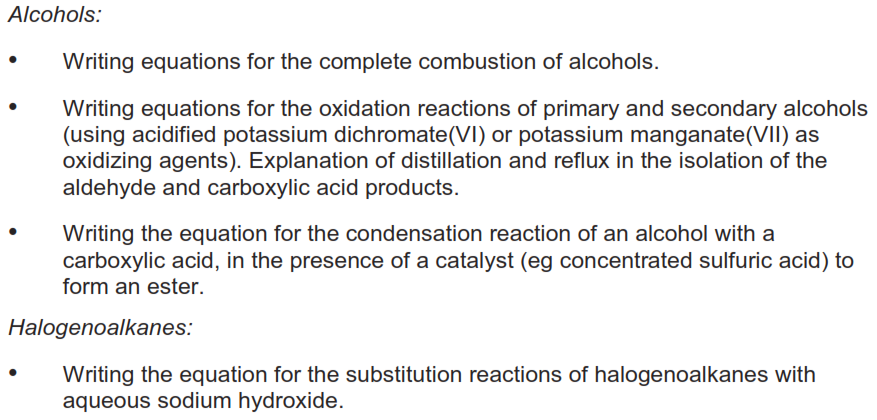 Alcohols:
• Writing equations for the complete combustion of alcohols.
• Writing equations for the oxidation reactions of primary and secondary alcohols
(using acidified potassium dichromate(VI) or potassium manganate(VII) as
oxidizing agents). Explanation of distillation and reflux in the isolation of the
aldehyde and carboxylic acid products.
• Writing the equation for the condensation reaction of an alcohol with a
carboxylic acid, in the presence of a catalyst (eg concentrated sulfuric acid) to
form an ester.
Halogenoalkanes:
• Writing the equation for the substitution reactions of halogenoalkanes with
aqueous sodium hydroxide.